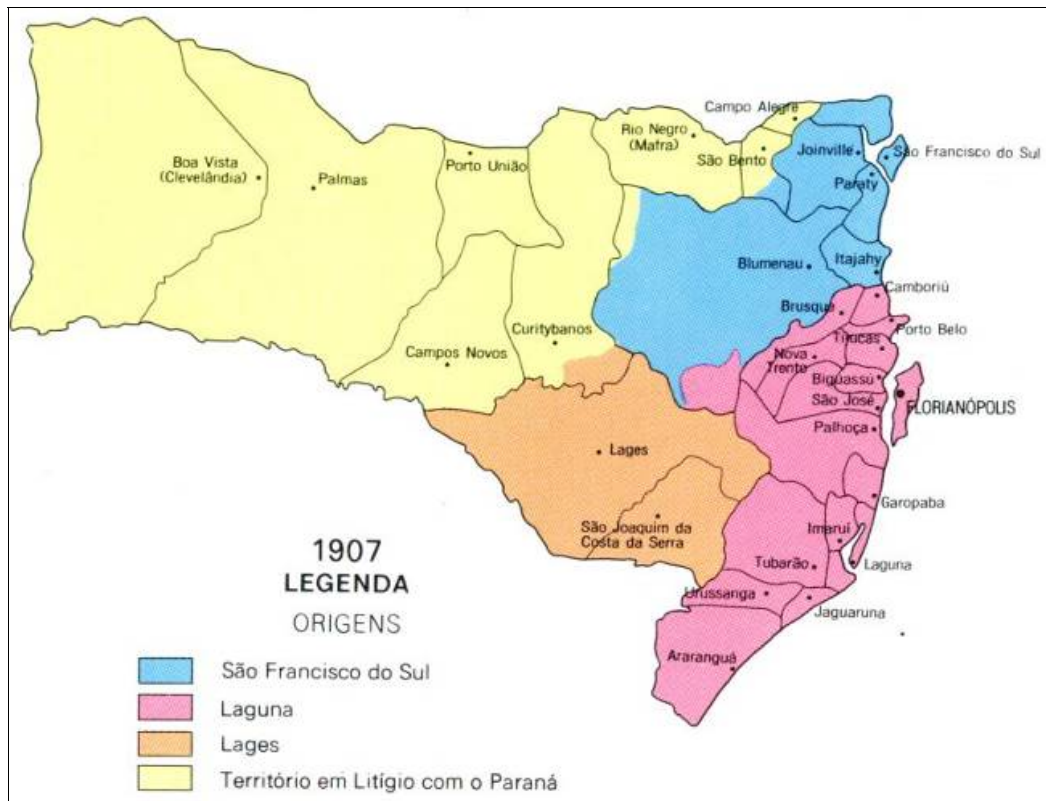 Campo Alegre
Rio Negro
(Mafra)
São Bento
Joinville
São Francisco do Sul
Porto União
Boa Vista
(Clevelândia)
Palmas
Paraty
Blumenau
Itajahy
Camboriú
Brusque
Porto Belo
Tijucas
Curitybanos
Campos Novos
Nova
Trento
Biguassú
São José
FLORIANÓPOLIS
Palhoça
Lages
Garopaba
São Joaquim da
Costa da Serra
Imaruí
Tubarão
Laguna
Urussanga
Jaguaruna
Araranguá
1907
LEGENDA
ORIGENS
São Francisco do Sul
Laguna
Lages
Território em Litígio com o Paraná